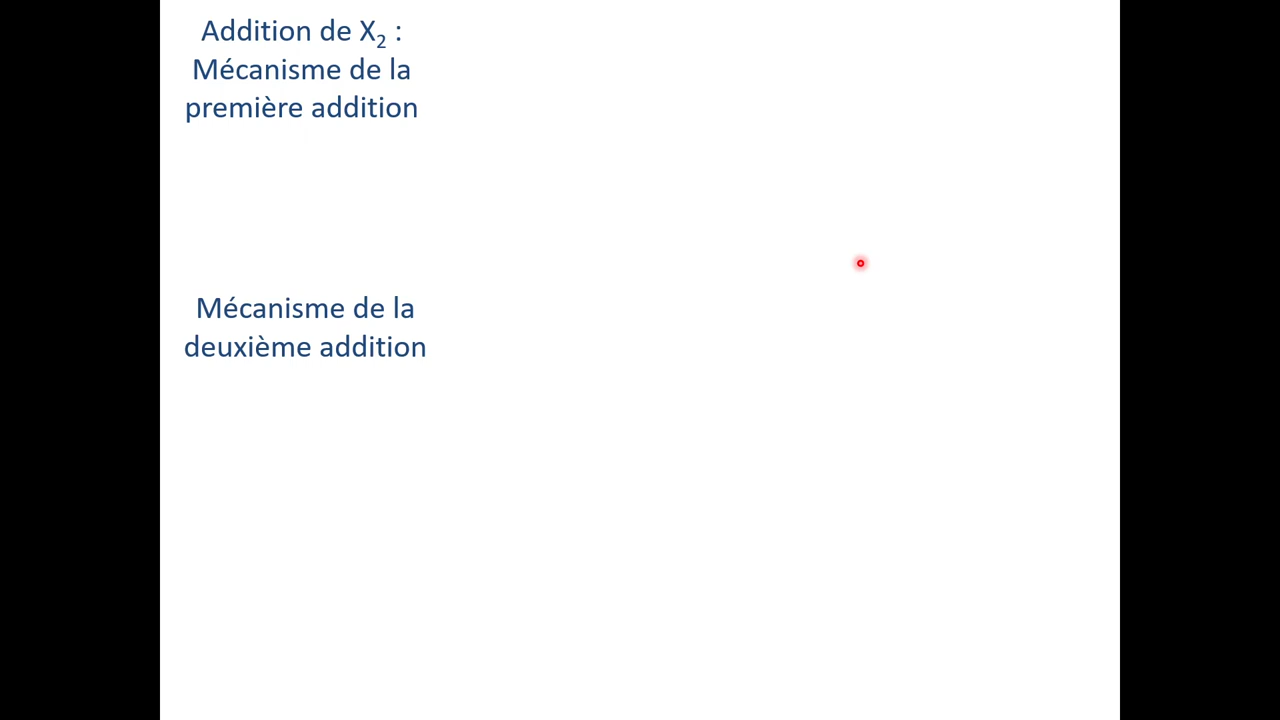 Addition de X₂ :
Mécanisme de la
première addition
Mécanisme de la
deuxième addition